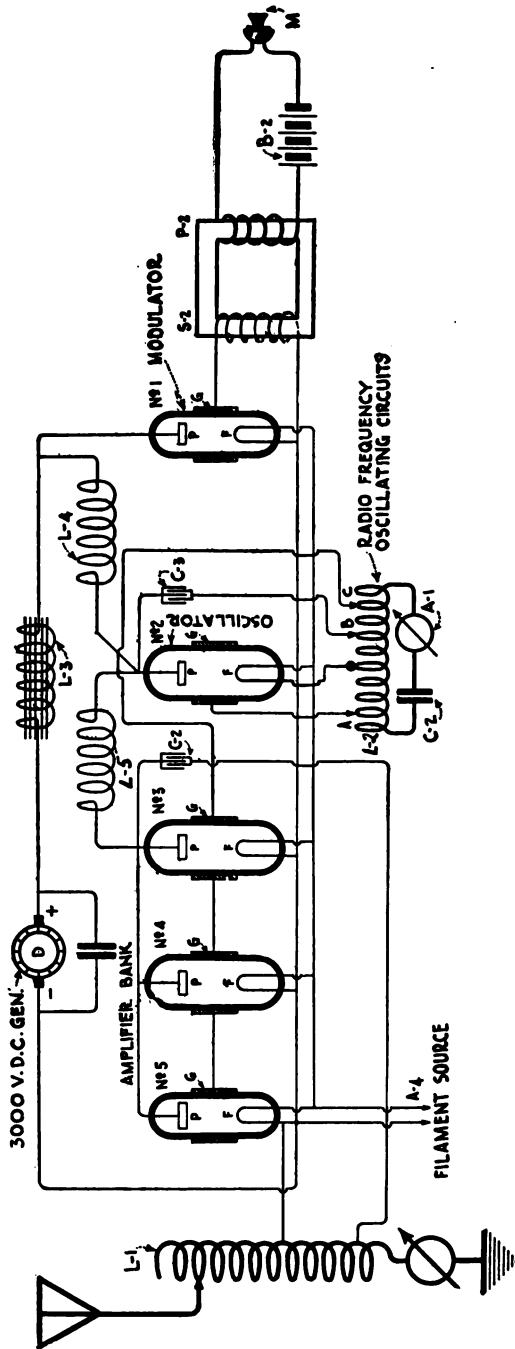 3000 V.D.C. GEN.
- D +
L-3
L-4
L-5
AMPLIFIER BANK
Nº5
Nº4
Nº3
Nº2
OSCILLATOR
Nº1 MODULATOR
G
P
F
G
P
F
G
P
F
G
P
F
G
P
F
C-2
C-3
S-2
P-2
B-2
M
L-1
A
B
C
L-2
C-2
A-1
RADIO FREQUENCY
OSCILLATING CIRCUITS
A-4
FILAMENT SOURCE